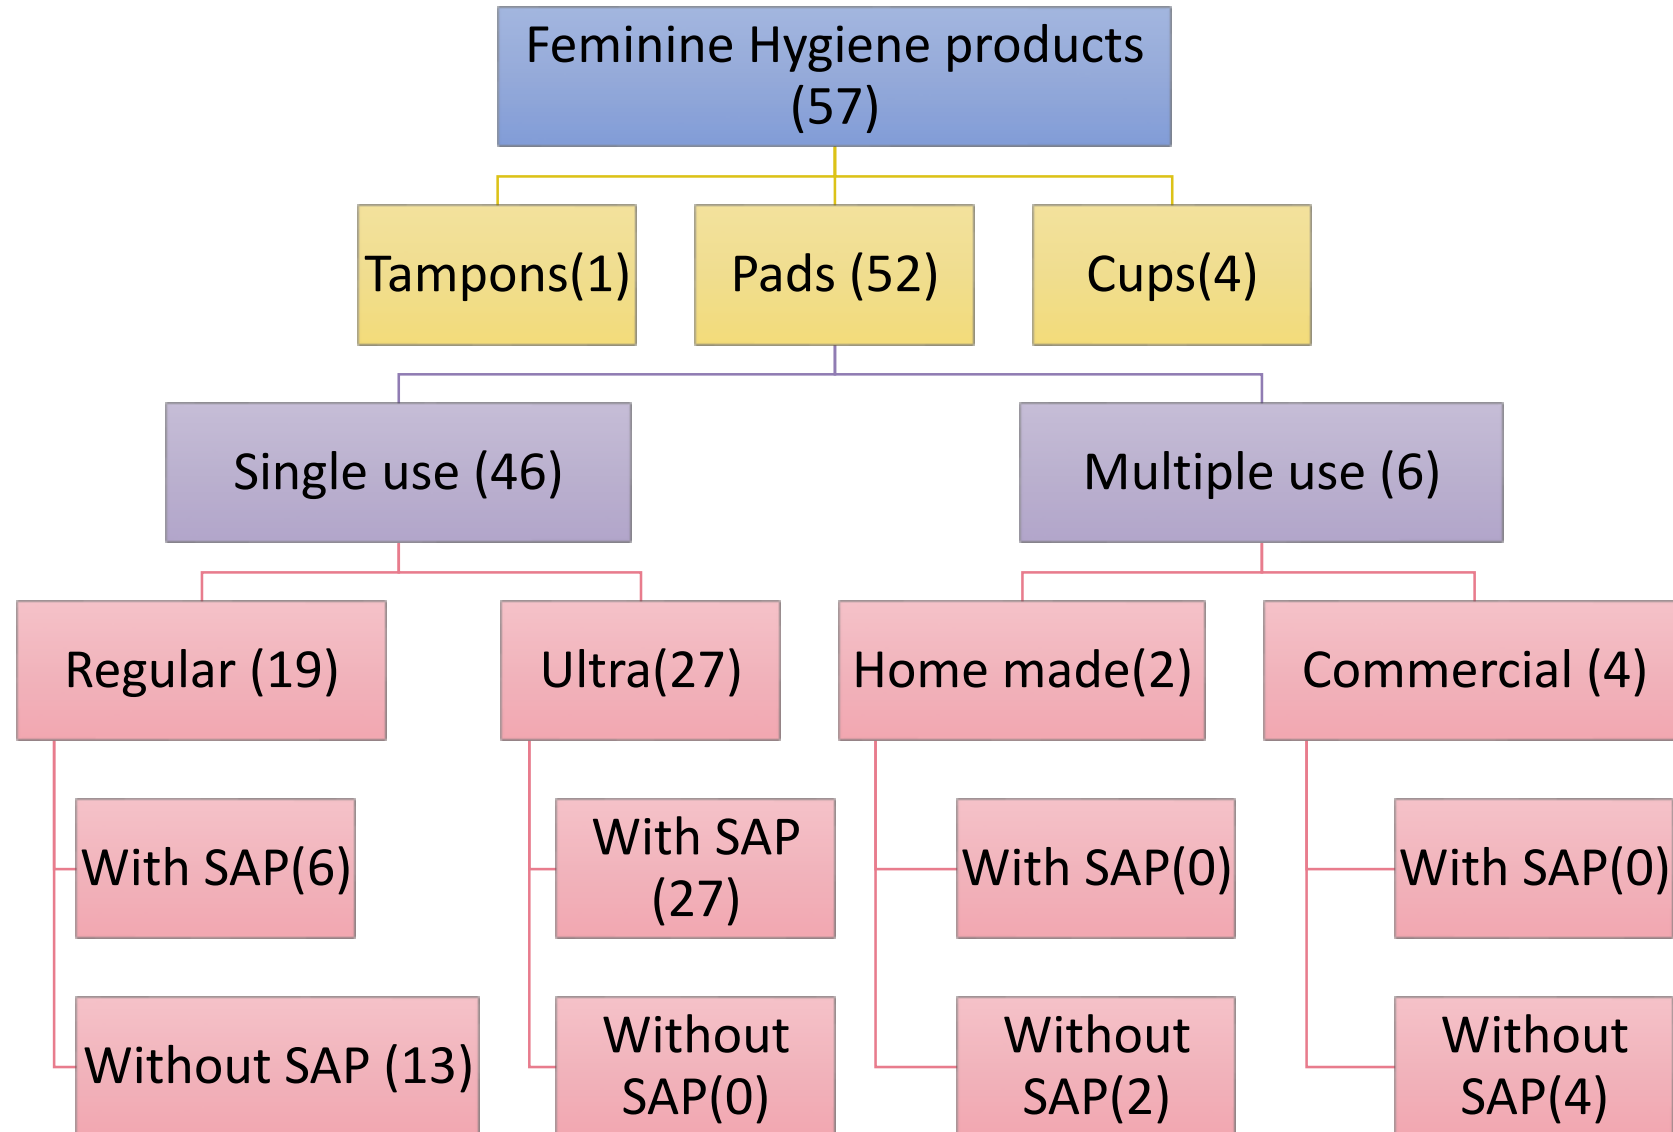 Feminine Hygiene products
(57)
Tampons(1)
Pads (52)
Cups(4)
Single use (46)
Multiple use (6)
Regular (19)
Ultra(27)
Home made(2)
Commercial (4)
With SAP(6)
With SAP
(27)
With SAP(0)
With SAP(0)
Without SAP (13)
Without
SAP(0)
Without
SAP(2)
Without
SAP(4)